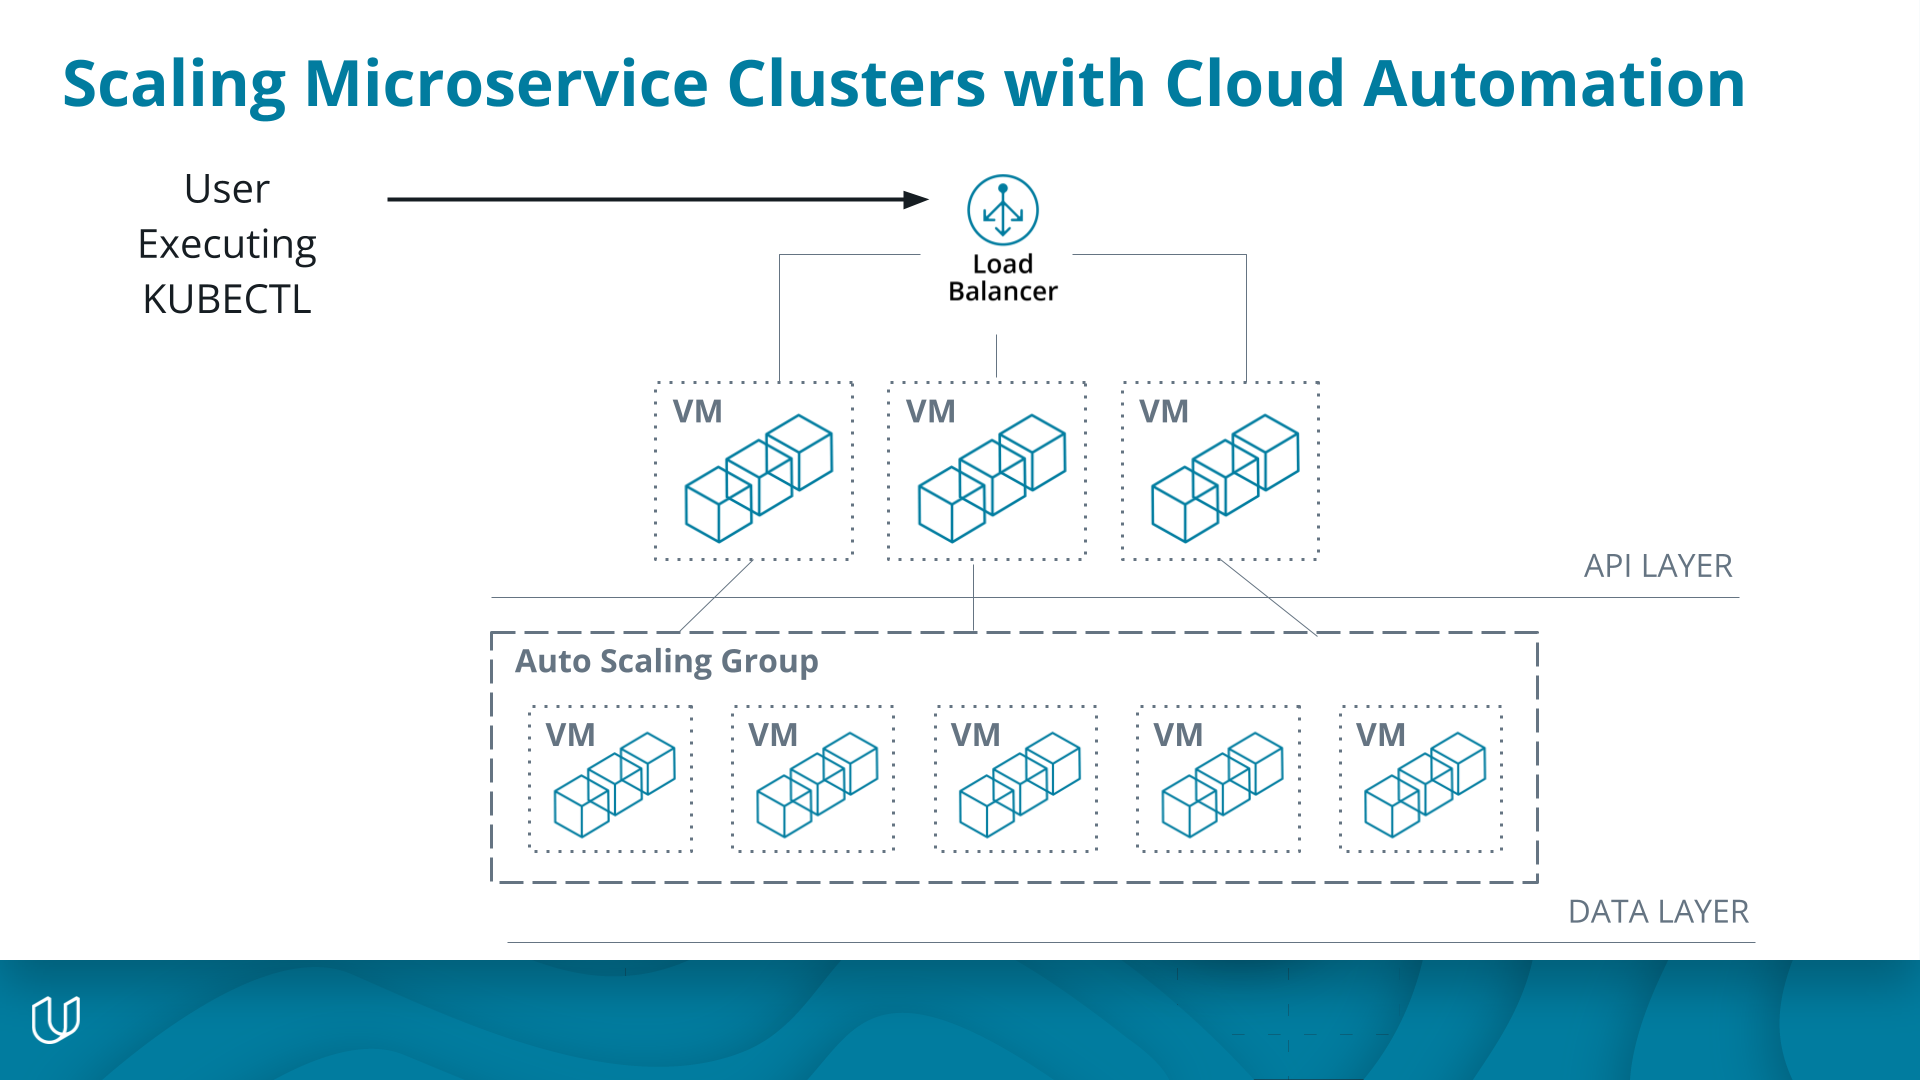 Scaling Microservice Clusters with Cloud Automation
User
Executing
KUBECTL
Load
Balancer
VM
VM
VM
API LAYER
Auto Scaling Group
VM
VM
VM
VM
VM
DATA LAYER